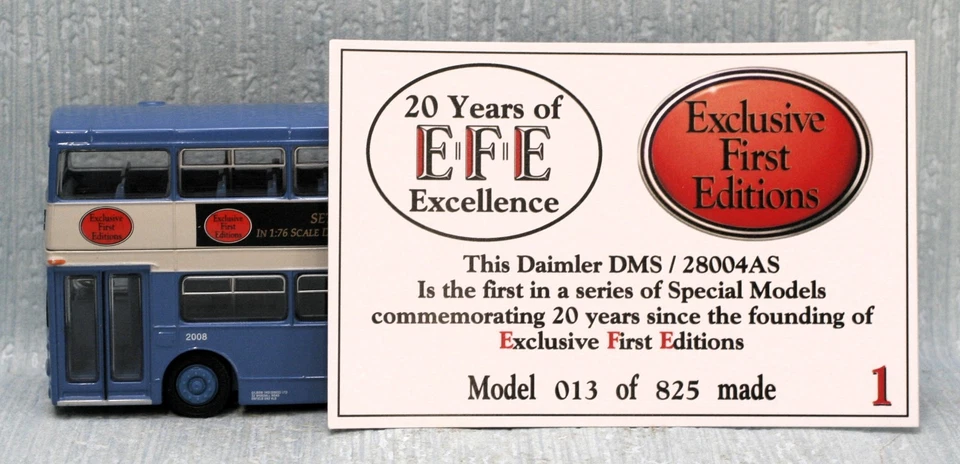 20 Years of
EFE
Excellence
Exclusive
First
Editions
This Daimler DMS / 28004AS
Is the first in a series of Special Models
commemorating 20 years since the founding of
Exclusive First Editions
Model 013 of 825 made
1
Exclusive
First
Editions
Exclusive
First
Editions
SE
IN 1:76 SCALE D
2008